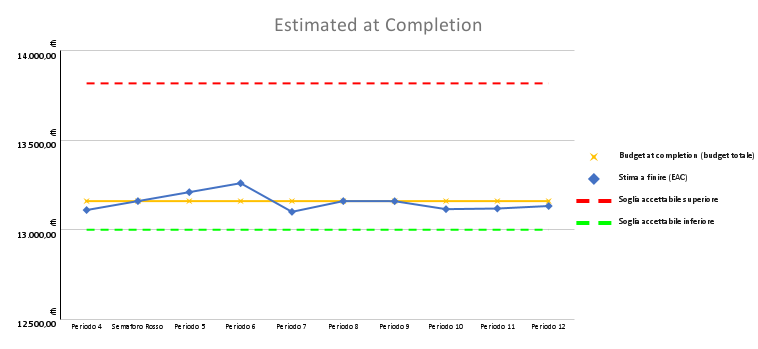 Estimated at Completion
€
14.000,00
€
13.500,00
€
13.000,00
€
12.500,00
Periodo 4 Semaforo Rosso Periodo 5 Periodo 6 Periodo 7 Periodo 8 Periodo 9 Periodo 10 Periodo 11 Periodo 12
Budget at completion (budget totale)
Stima a finire (EAC)
Soglia accettabile superiore
Soglia accettabile inferiore